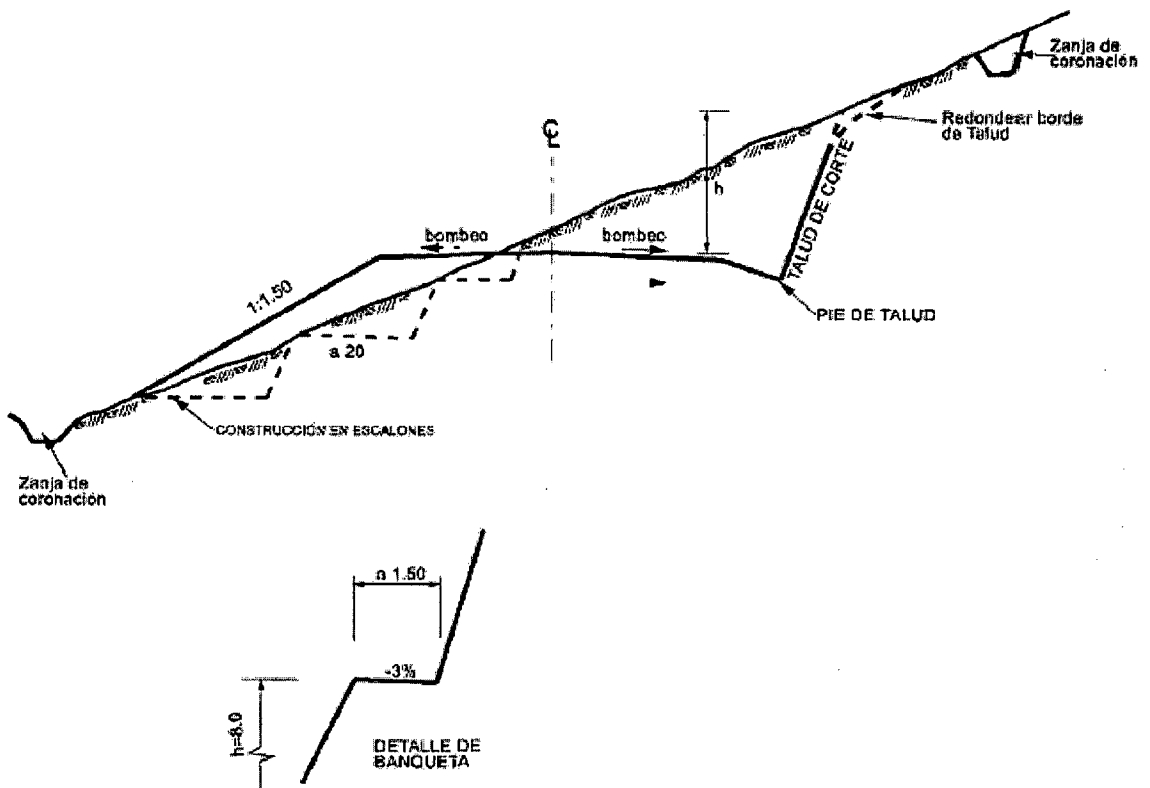 Zanja de
coronación
Redondear borde
de Talud
℄
h
TALUD DE CORTE
bombeo
bombeo
1:1.50
PIE DE TALUD
a 20
CONSTRUCCIÓN EN ESCALONES
Zanja de
coronación
n 1.50
-3%
h=8.0
DETALLE DE
BANQUETA